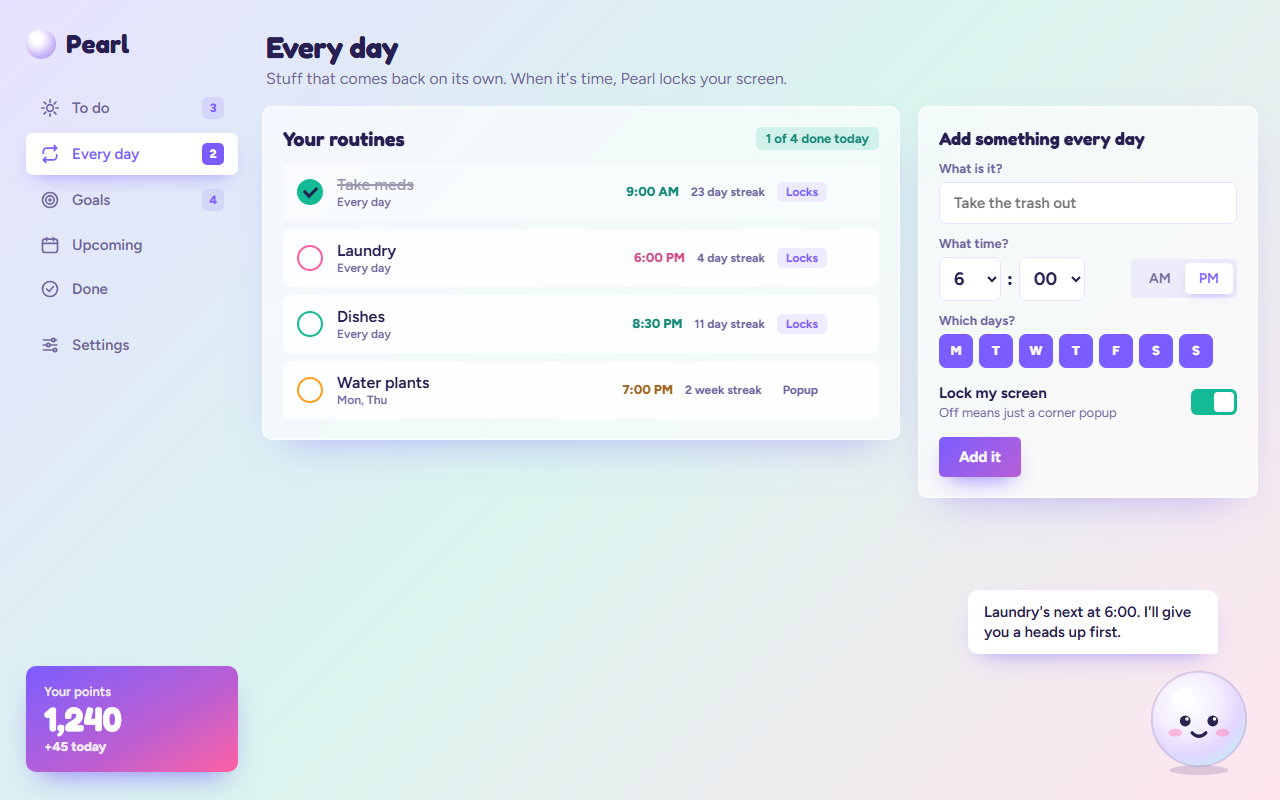 Pearl
To do
3
Every day
2
Goals
4
Upcoming
Done
Settings
Your points
1,240
+45 today
Every day
Stuff that comes back on its own. When it's time, Pearl locks your screen.
Your routines
1 of 4 done today
Take meds
Every day
9:00 AM
23 day streak
Locks
Laundry
Every day
6:00 PM
4 day streak
Locks
Dishes
Every day
8:30 PM
11 day streak
Locks
Water plants
Mon, Thu
7:00 PM
2 week streak
Popup
Add something every day
What is it?
Take the trash out
What time?
6 : 00 AM PM
Which days?
M T W T F S S
Lock my screen
Off means just a corner popup
Add it
Laundry's next at 6:00. I'll give
you a heads up first.